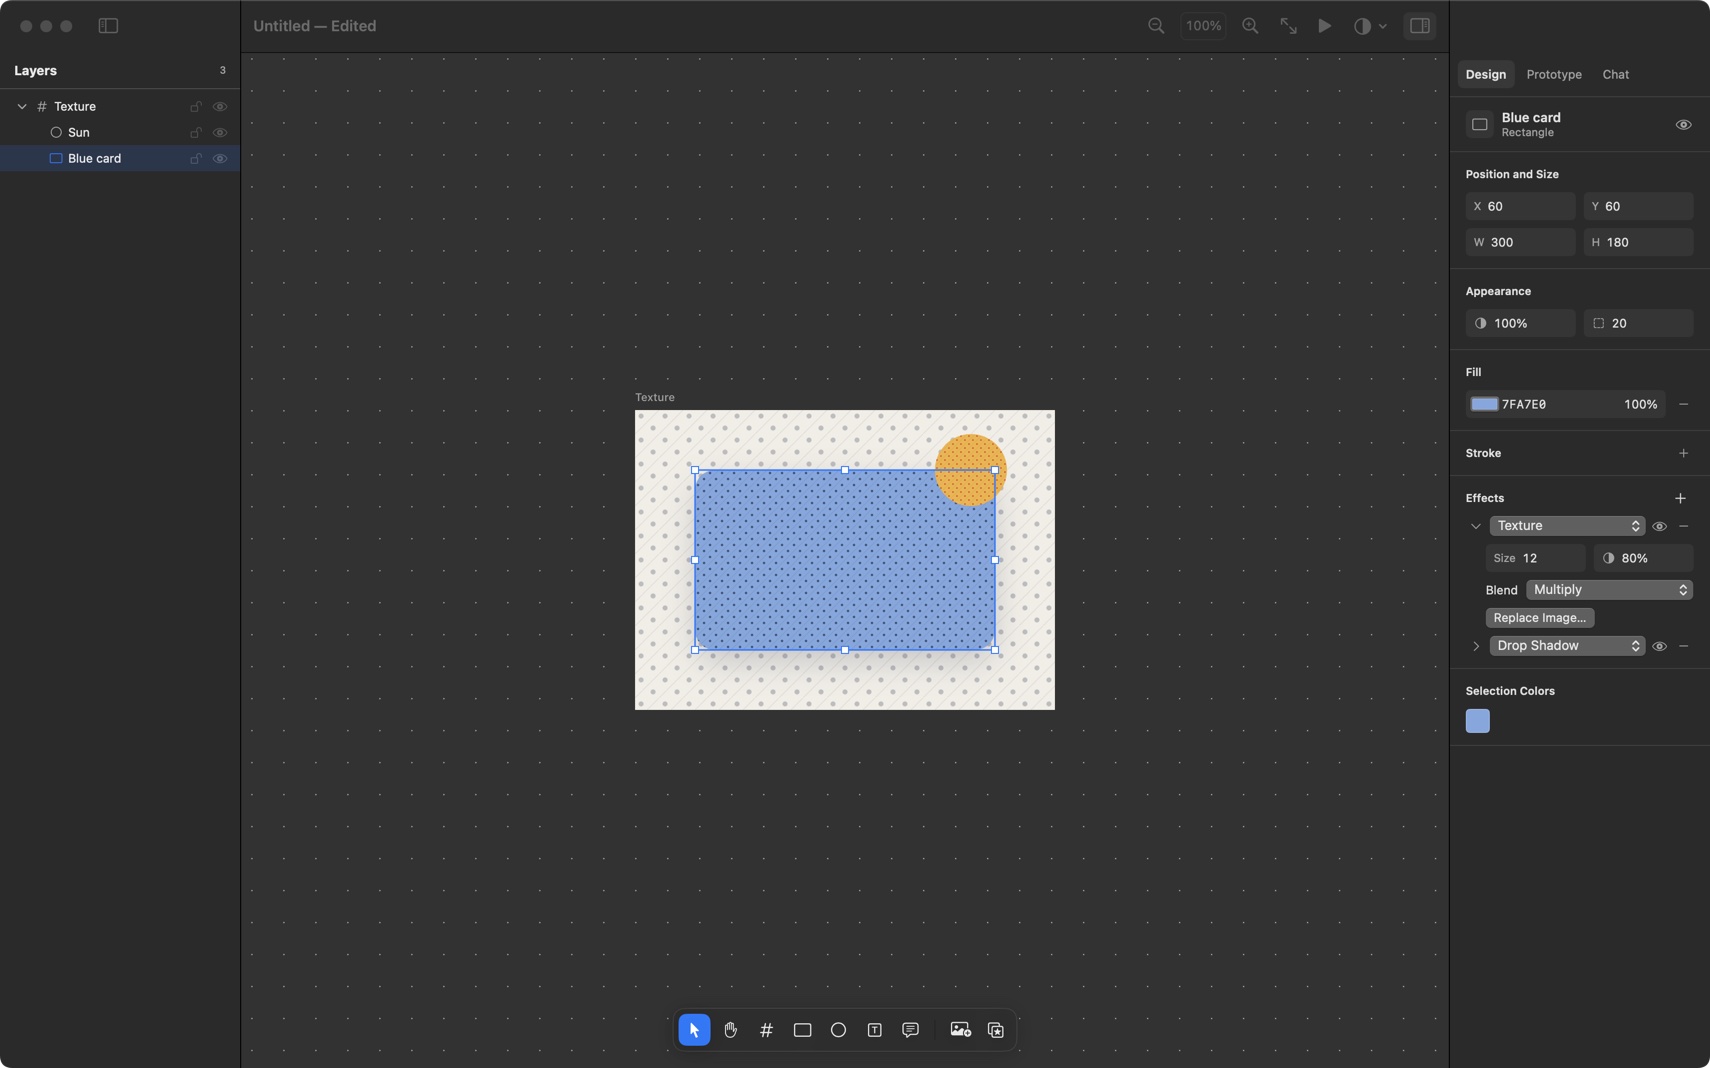 Untitled — Edited
100%
Layers
3
Texture
Sun
Blue card
Texture
Design
Prototype
Chat
Blue card
Rectangle
Position and Size
X 60
Y 60
W 300
H 180
Appearance
100%
20
Fill
7FA7E0
100%
Stroke
Effects
Texture
Size 12
80%
Blend
Multiply
Replace Image...
Drop Shadow
Selection Colors